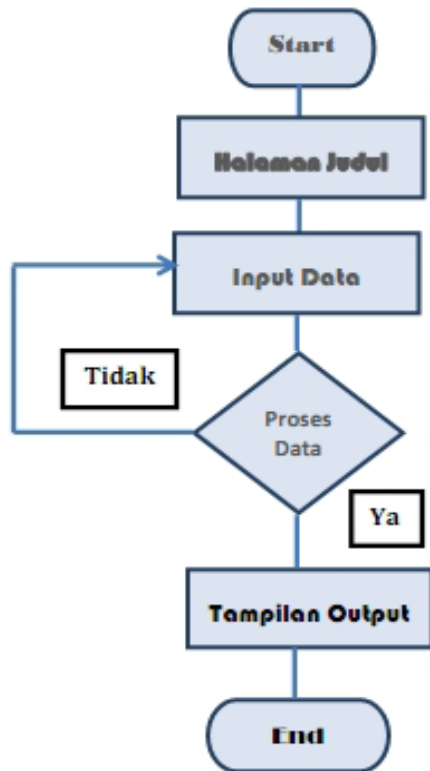 Start
Halaman Judul
Input Data
Tidak
Proses
Data
Ya
Tampilan Output
End